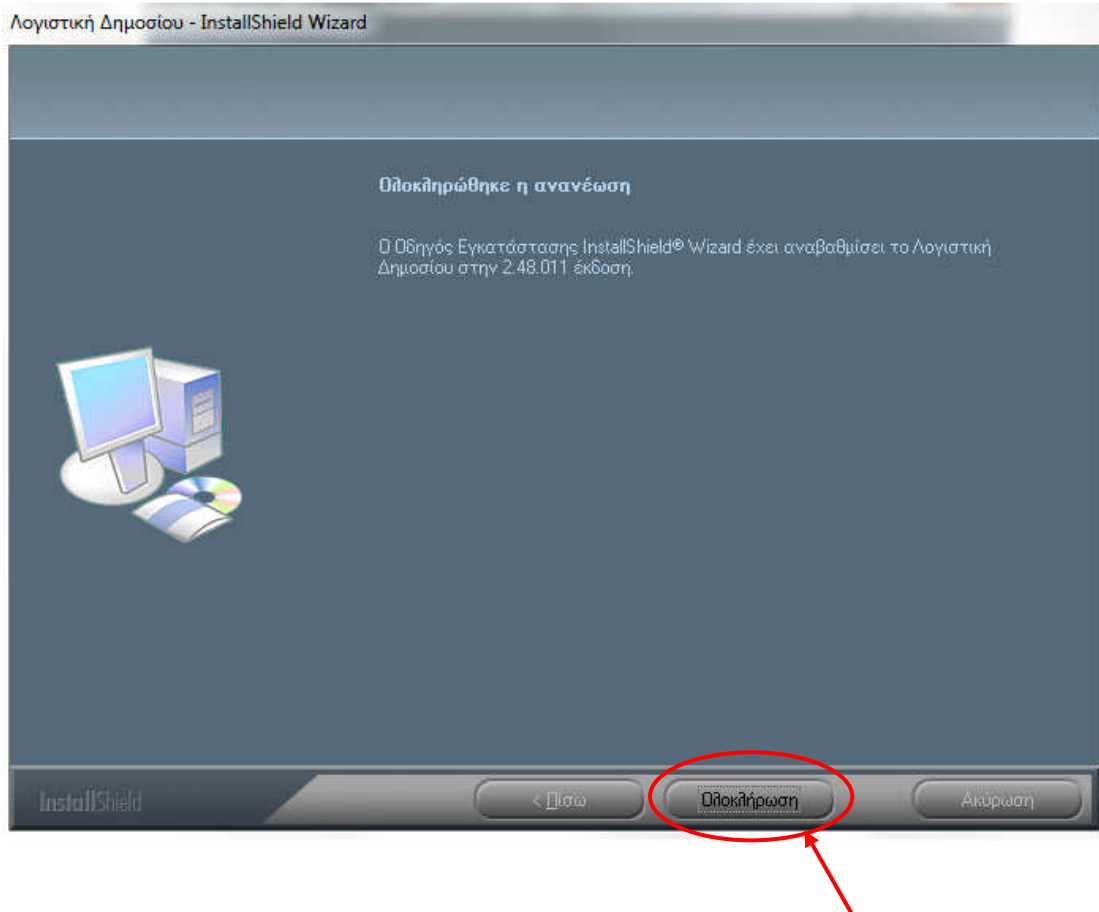 Λογιστική Δημοσίου - InstallShield Wizard
Ολοκληρώθηκε η ανανέωση
Ο Οδηγός Εγκατάστασης InstallShield® Wizard έχει αναβαθμίσει το Λογιστική
Δημοσίου στην 2.48.011 έκδοση.
InstallShield
< Πίσω
Ολοκλήρωση
Ακύρωση